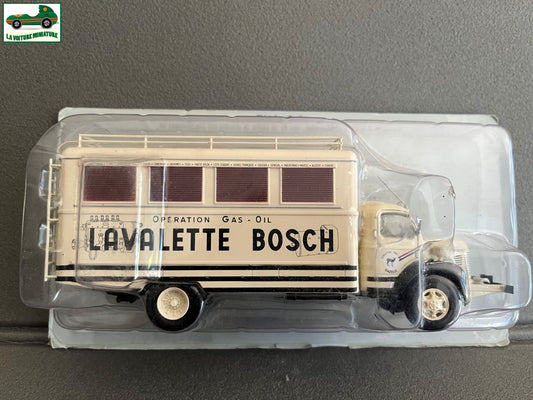 LA VOITURE MINIATURE
OPERATION GAS - OIL
LAVALETTE BOSCH